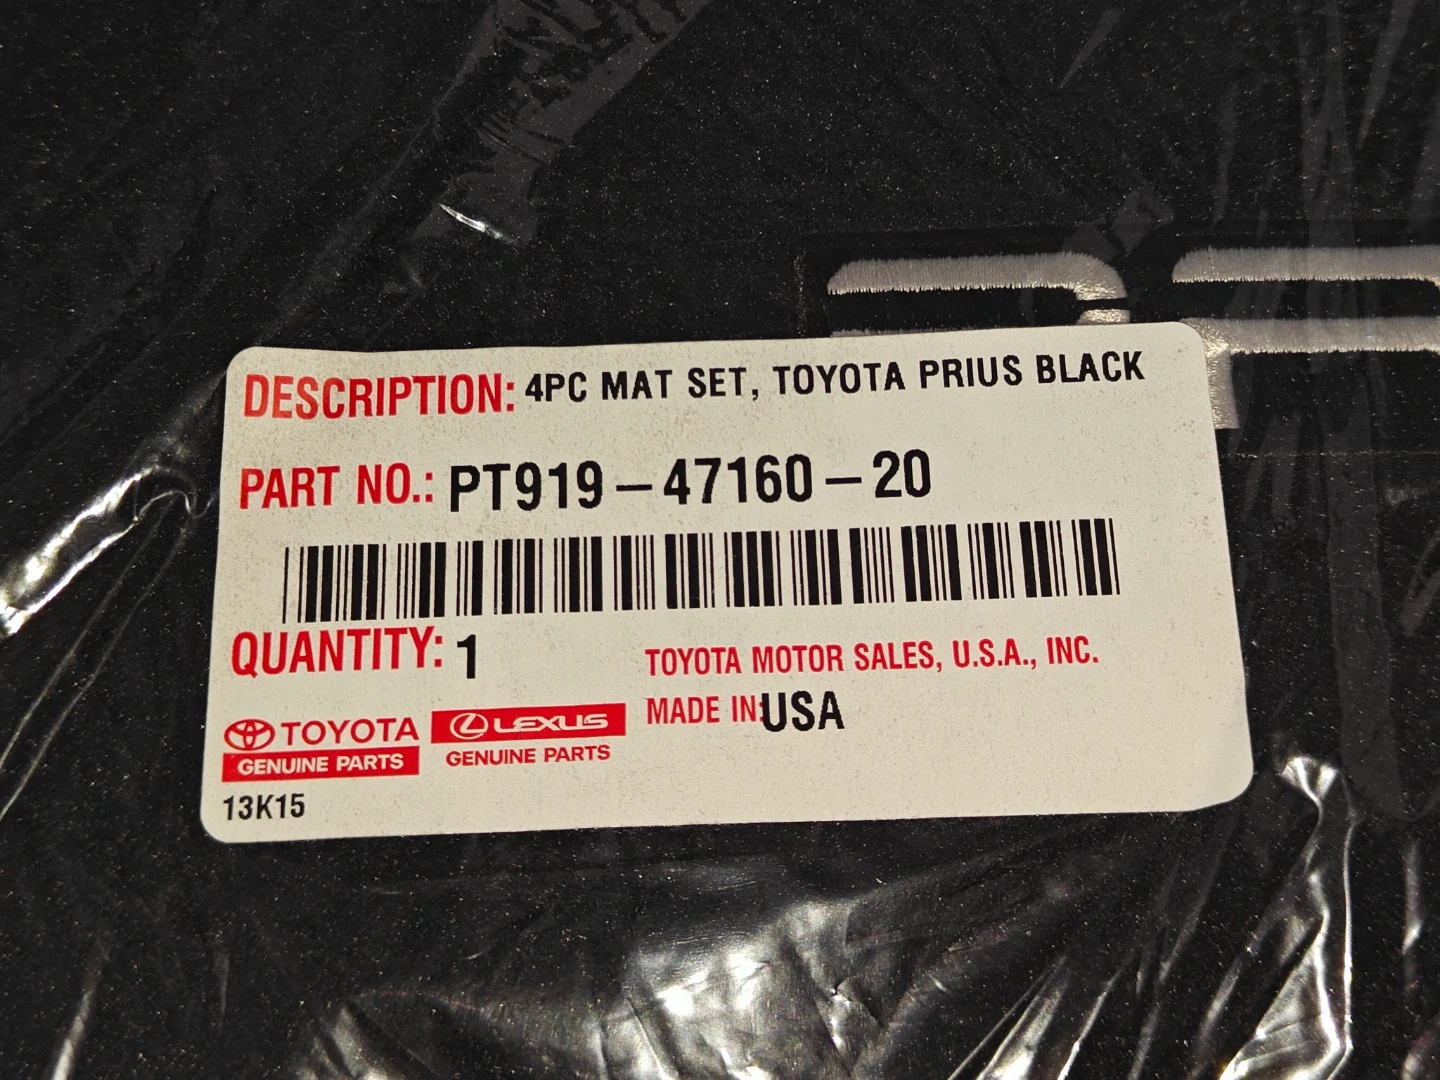 DESCRIPTION: 4PC MAT SET, TOYOTA PRIUS BLACK
PART NO.: PT919-47160-20
QUANTITY: 1
TOYOTA MOTOR SALES, U.S.A., INC.
MADE IN: USA
TOYOTA
GENUINE PARTS
LEXUS
GENUINE PARTS
13K15